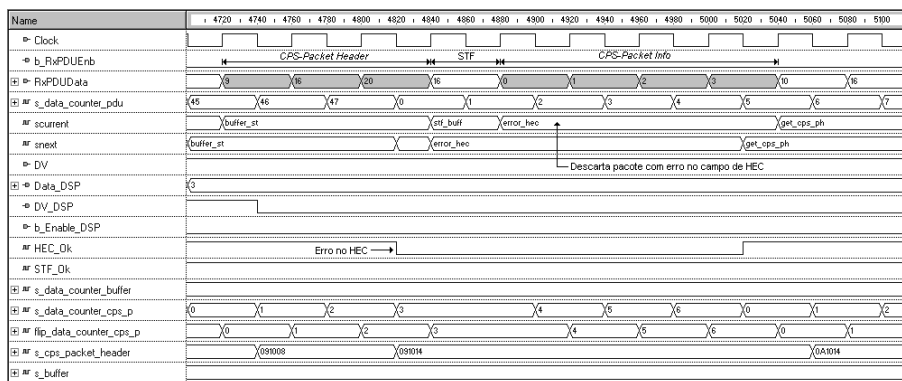 Name 4720 4740 4760 4780 4800 4820 4840 4860 4880 4900 4920 4940 4960 4980 5000 5020 5040 5060 5080 5100
Clock
b_RxPDUEnb CPS-Packet Header STF CPS-Packet Info
RxPDUData 9 16 20 16 0 1 2 3 10 16
s_data_counter_pdu 45 46 47 0 1 2 3 4 5 6 7
scurrent buffer_st stf_buff error_hec get_cps_ph
snext buffer_st error_hec get_cps_ph
DV Descarta pacote com erro no campo de HEC
Data_DSP 3
DV_DSP
b_Enable_DSP
HEC_Ok Erro no HEC
STF_Ok
s_data_counter_buffer
s_data_counter_cps_p 0 1 2 3 4 5 6 0 1 2
flip_data_counter_cps_p 0 1 2 3 4 5 6 0 1
s_cps_packet_header 091008 091014 0A1014
s_buffer